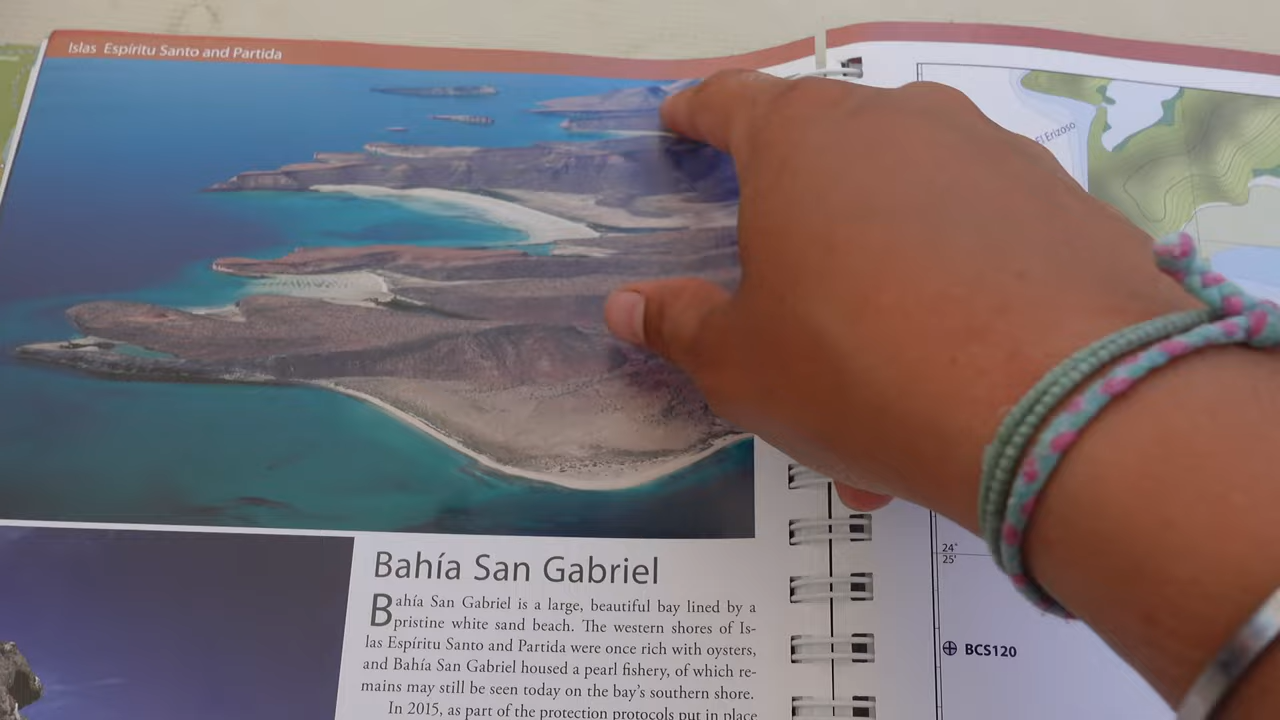 Islas Espíritu Santo and Partida
El Erizoso
Bahía San Gabriel
Bahía San Gabriel is a large, beautiful bay lined by a
pristine white sand beach. The western shores of Is-
las Espíritu Santo and Partida were once rich with oysters,
and Bahía San Gabriel housed a pearl fishery, of which re-
mains may still be seen today on the bay's southern shore.
In 2015, as part of the protection protocols put in place
24°
25'
BCS120